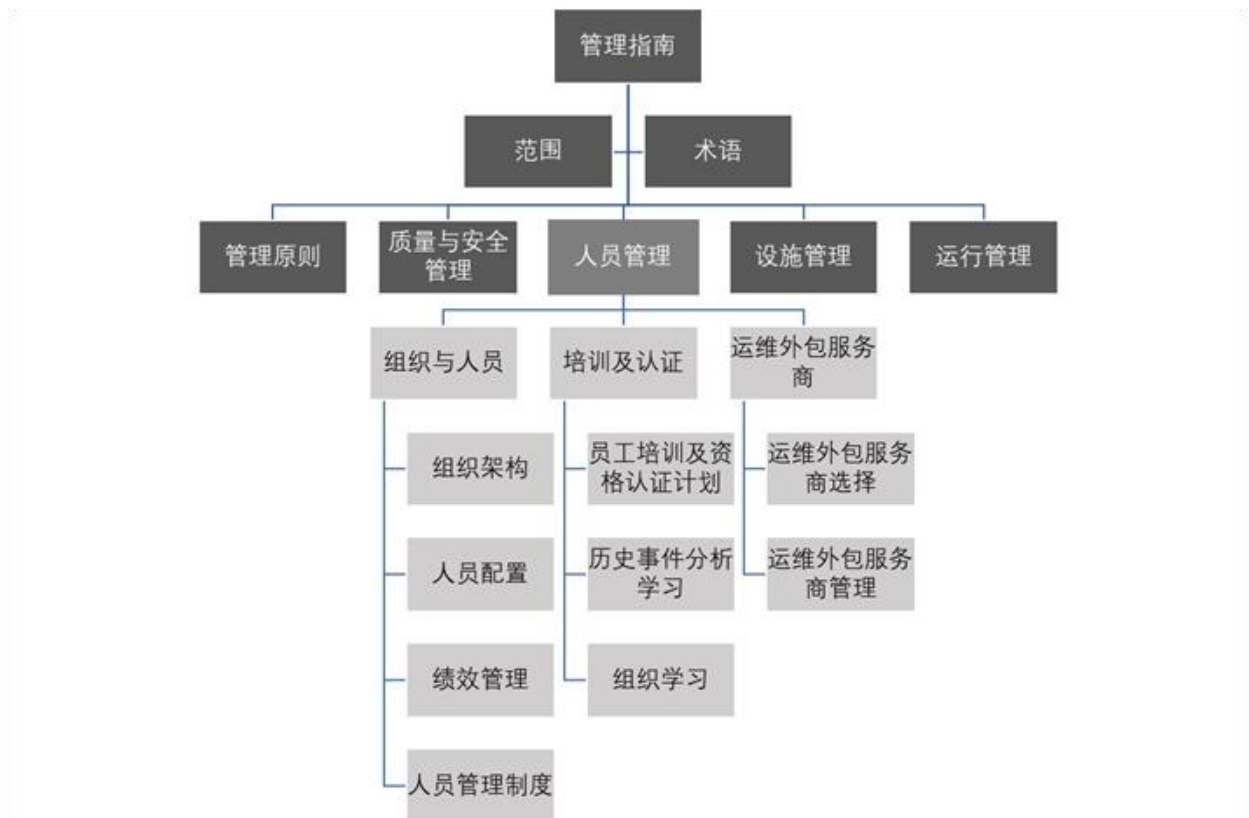 管理指南
范围
术语
管理原则
质量与安全
管理
人员管理
设施管理
运行管理
组织与人员
培训及认证
运维外包服务
商
组织架构
员工培训及资
格认证计划
运维外包服务
商选择
人员配置
历史事件分析
学习
运维外包服务
商管理
绩效管理
组织学习
人员管理制度